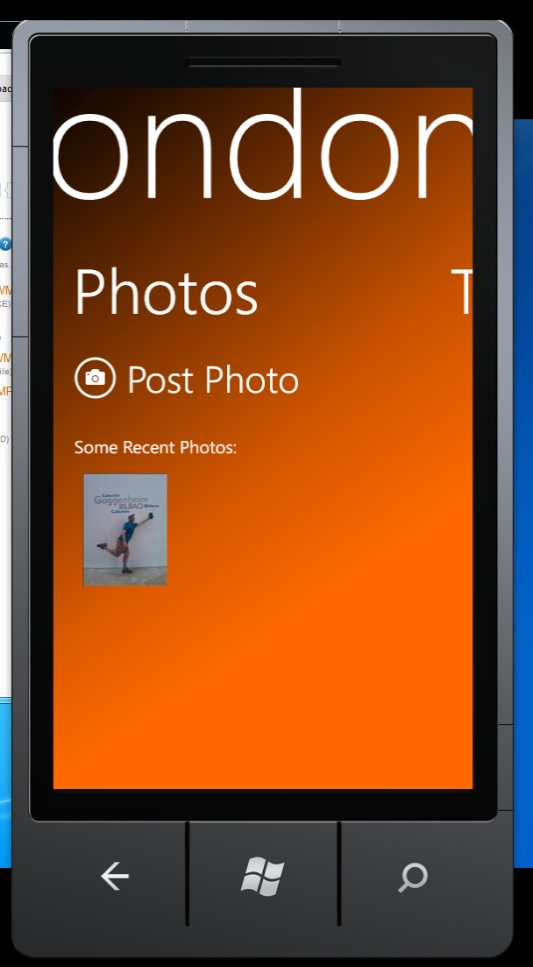 ondon
Photos
T
Post Photo
Some Recent Photos:
Guggenheim
BILBAO